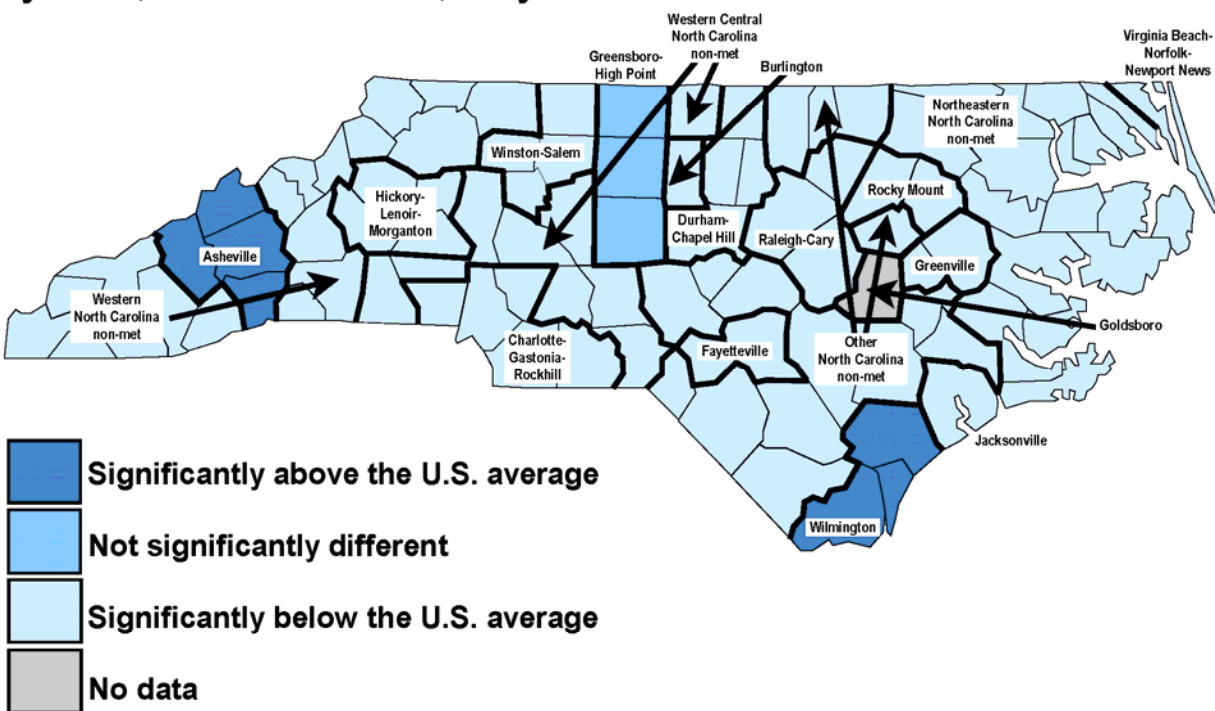 Western Central
North Carolina
non-met
Virginia Beach-
Norfolk-
Newport News
Greensboro-
High Point
Burlington
Northeastern
North Carolina
non-met
Winston-Salem
Rocky Mount
Hickory-
Lenoir-
Morganton
Durham-
Chapel Hill
Raleigh-Cary
Asheville
Greenville
Western
North Carolina
non-met
Goldsboro
Charlotte-
Gastonia-
Rockhill
Fayetteville
Other
North Carolina
non-met
Jacksonville
Wilmington
Significantly above the U.S. average
Not significantly different
Significantly below the U.S. average
No data